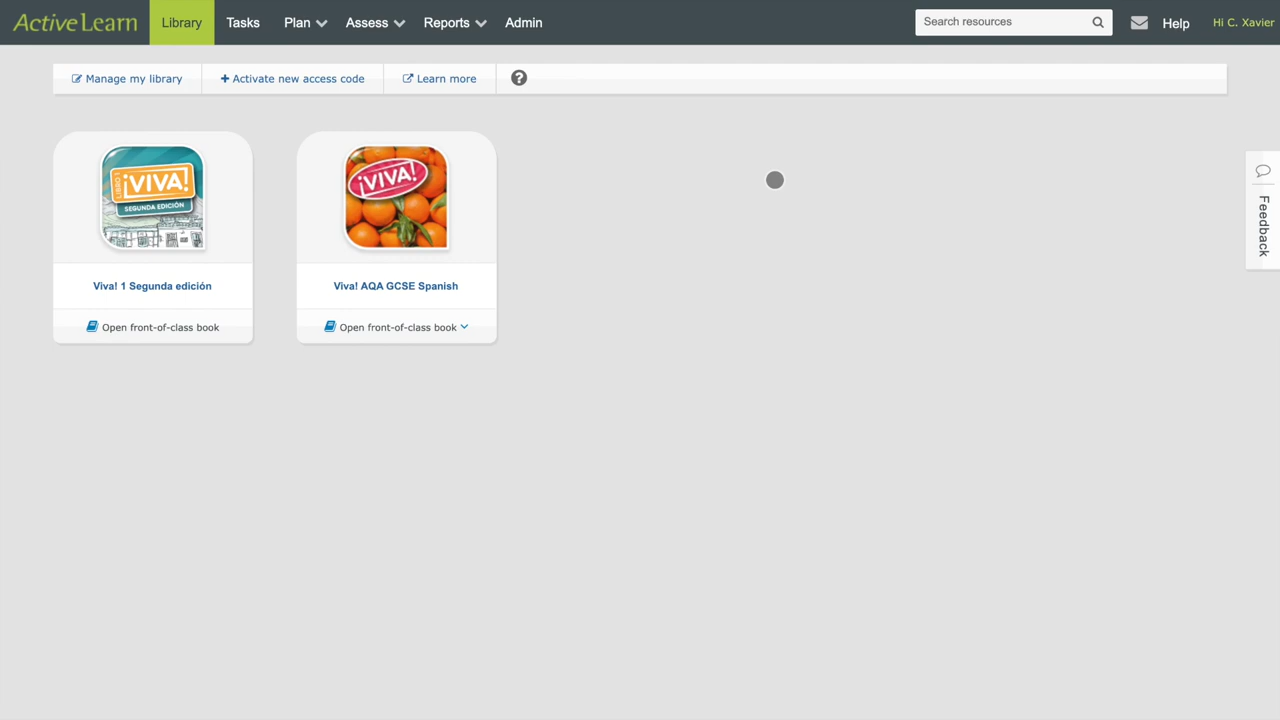 ActiveLearn Library Tasks Plan Assess Reports Admin Search resources Help Hi C. Xavier
Manage my library Activate new access code Learn more ?
¡VIVA!
SEGUNDA EDICIÓN
LIBRO 1
¡VIVA!
Viva! 1 Segunda edición
Viva! AQA GCSE Spanish
Open front-of-class book
Open front-of-class book
Feedback